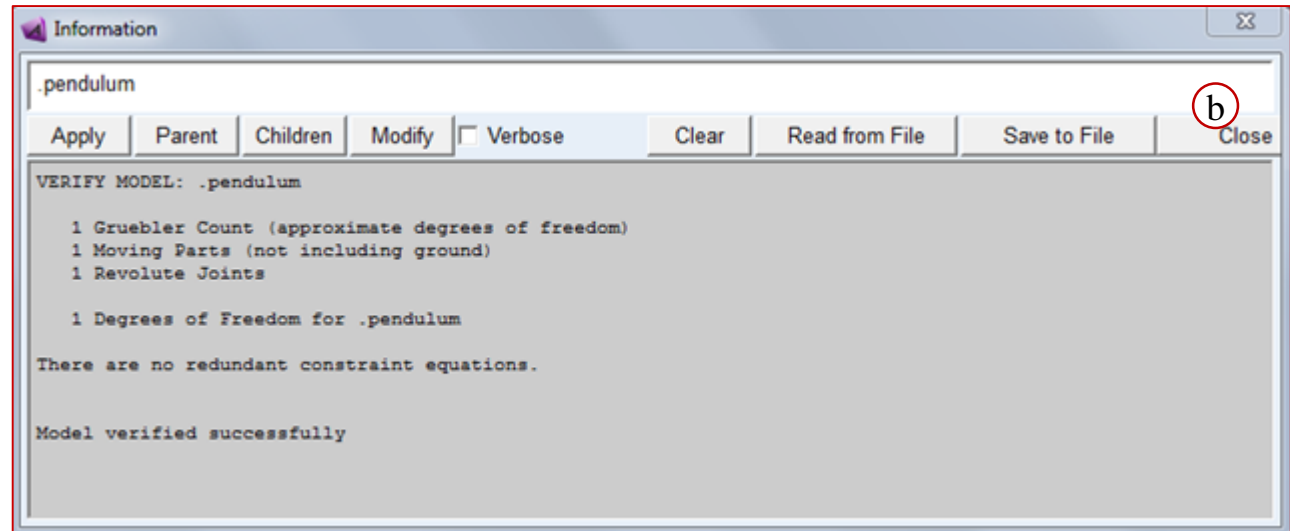 Information
.pendulum
b
Apply Parent Children Modify Verbose Clear Read from File Save to File Close
VERIFY MODEL: .pendulum
1 Gruebler Count (approximate degrees of freedom)
1 Moving Parts (not including ground)
1 Revolute Joints
1 Degrees of Freedom for .pendulum
There are no redundant constraint equations.
Model verified successfully